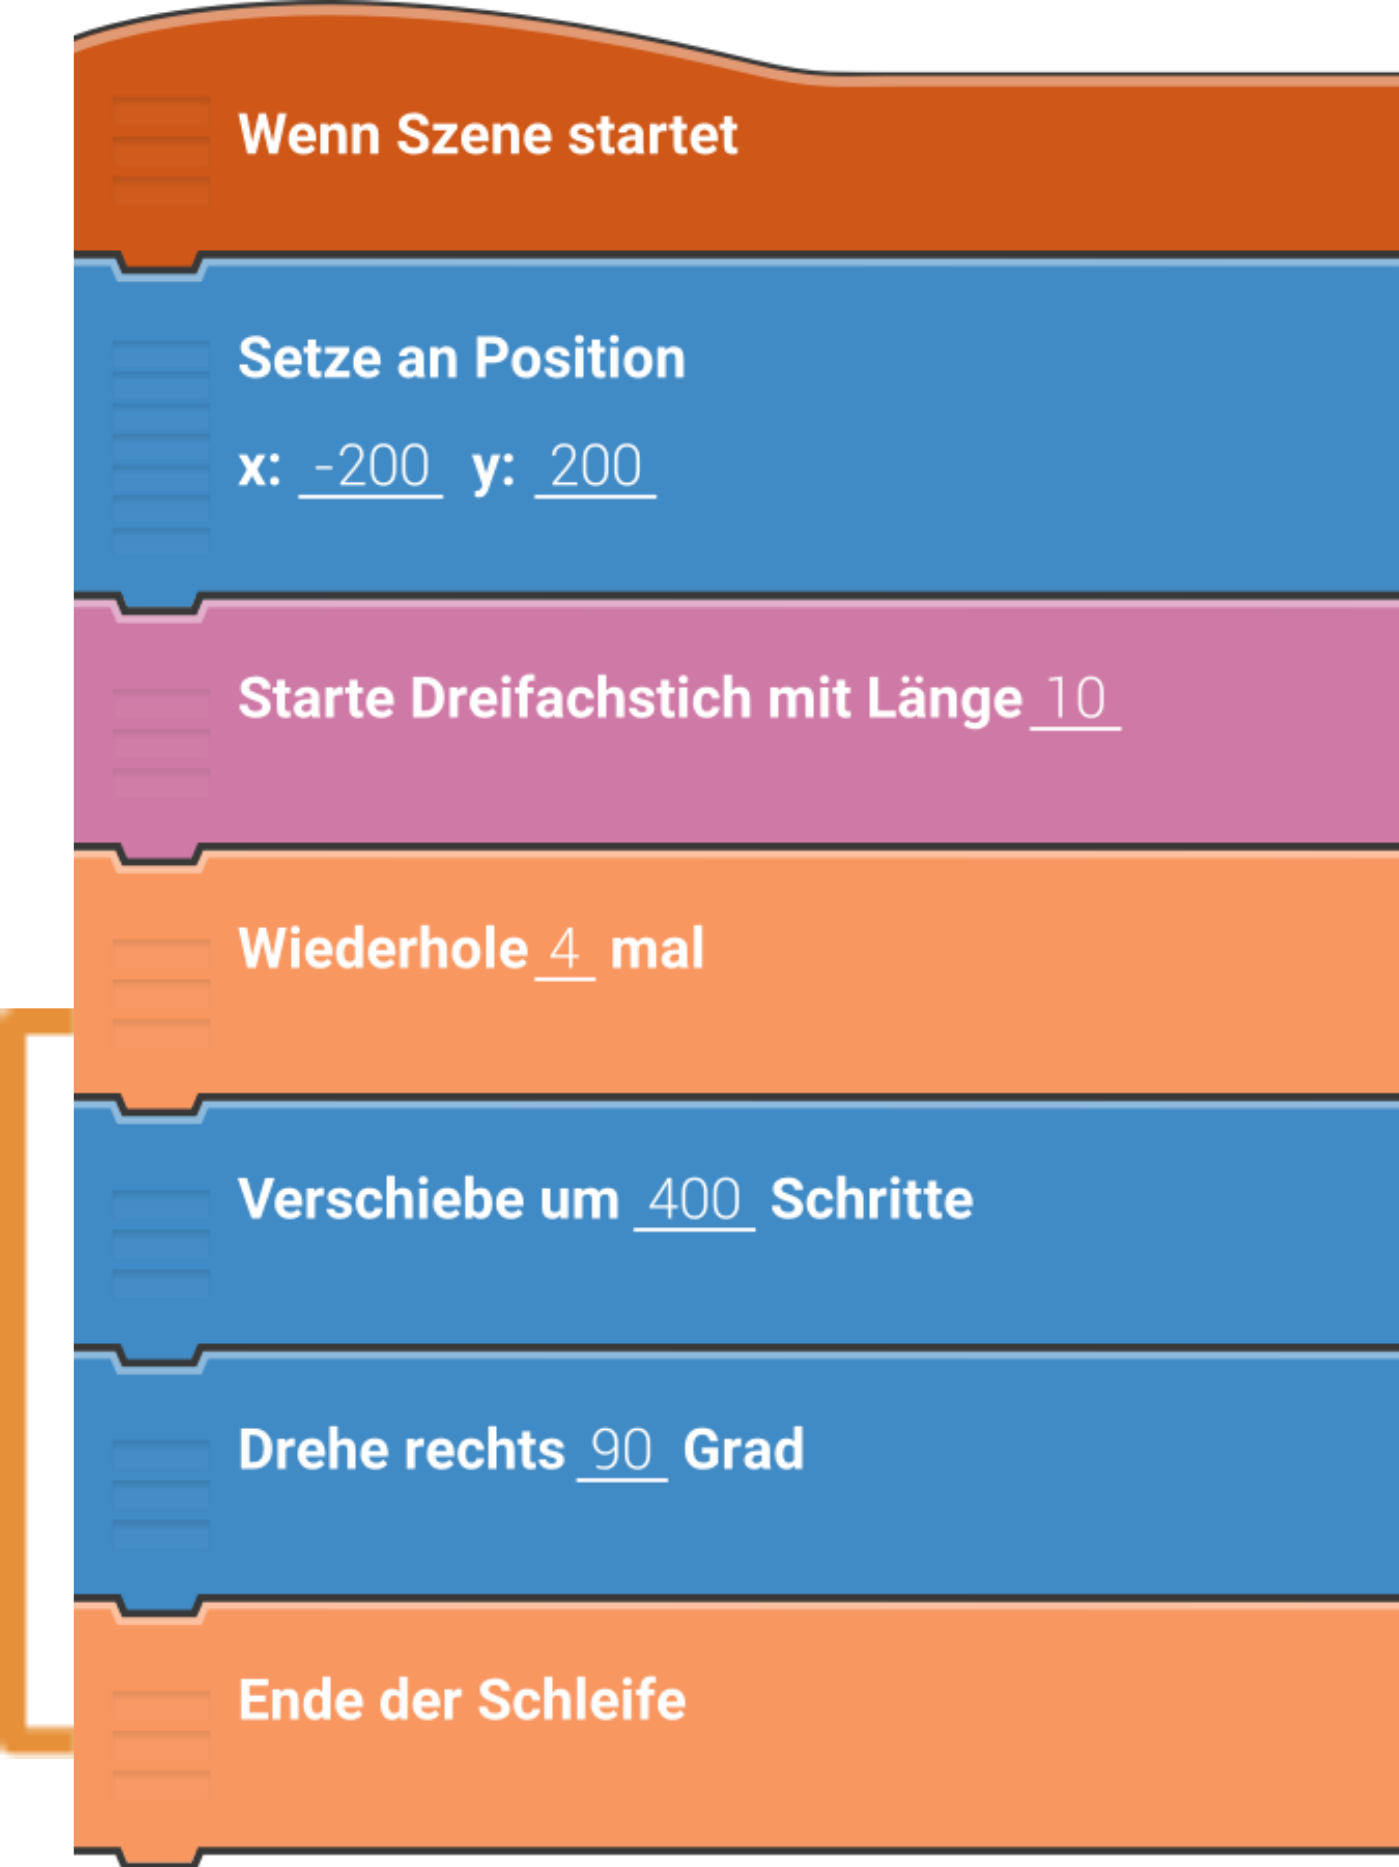 Wenn Szene startet
Setze an Position
x: -200 y: 200
Starte Dreifachstich mit Länge 10
Wiederhole 4 mal
Verschiebe um 400 Schritte
Drehe rechts 90 Grad
Ende der Schleife